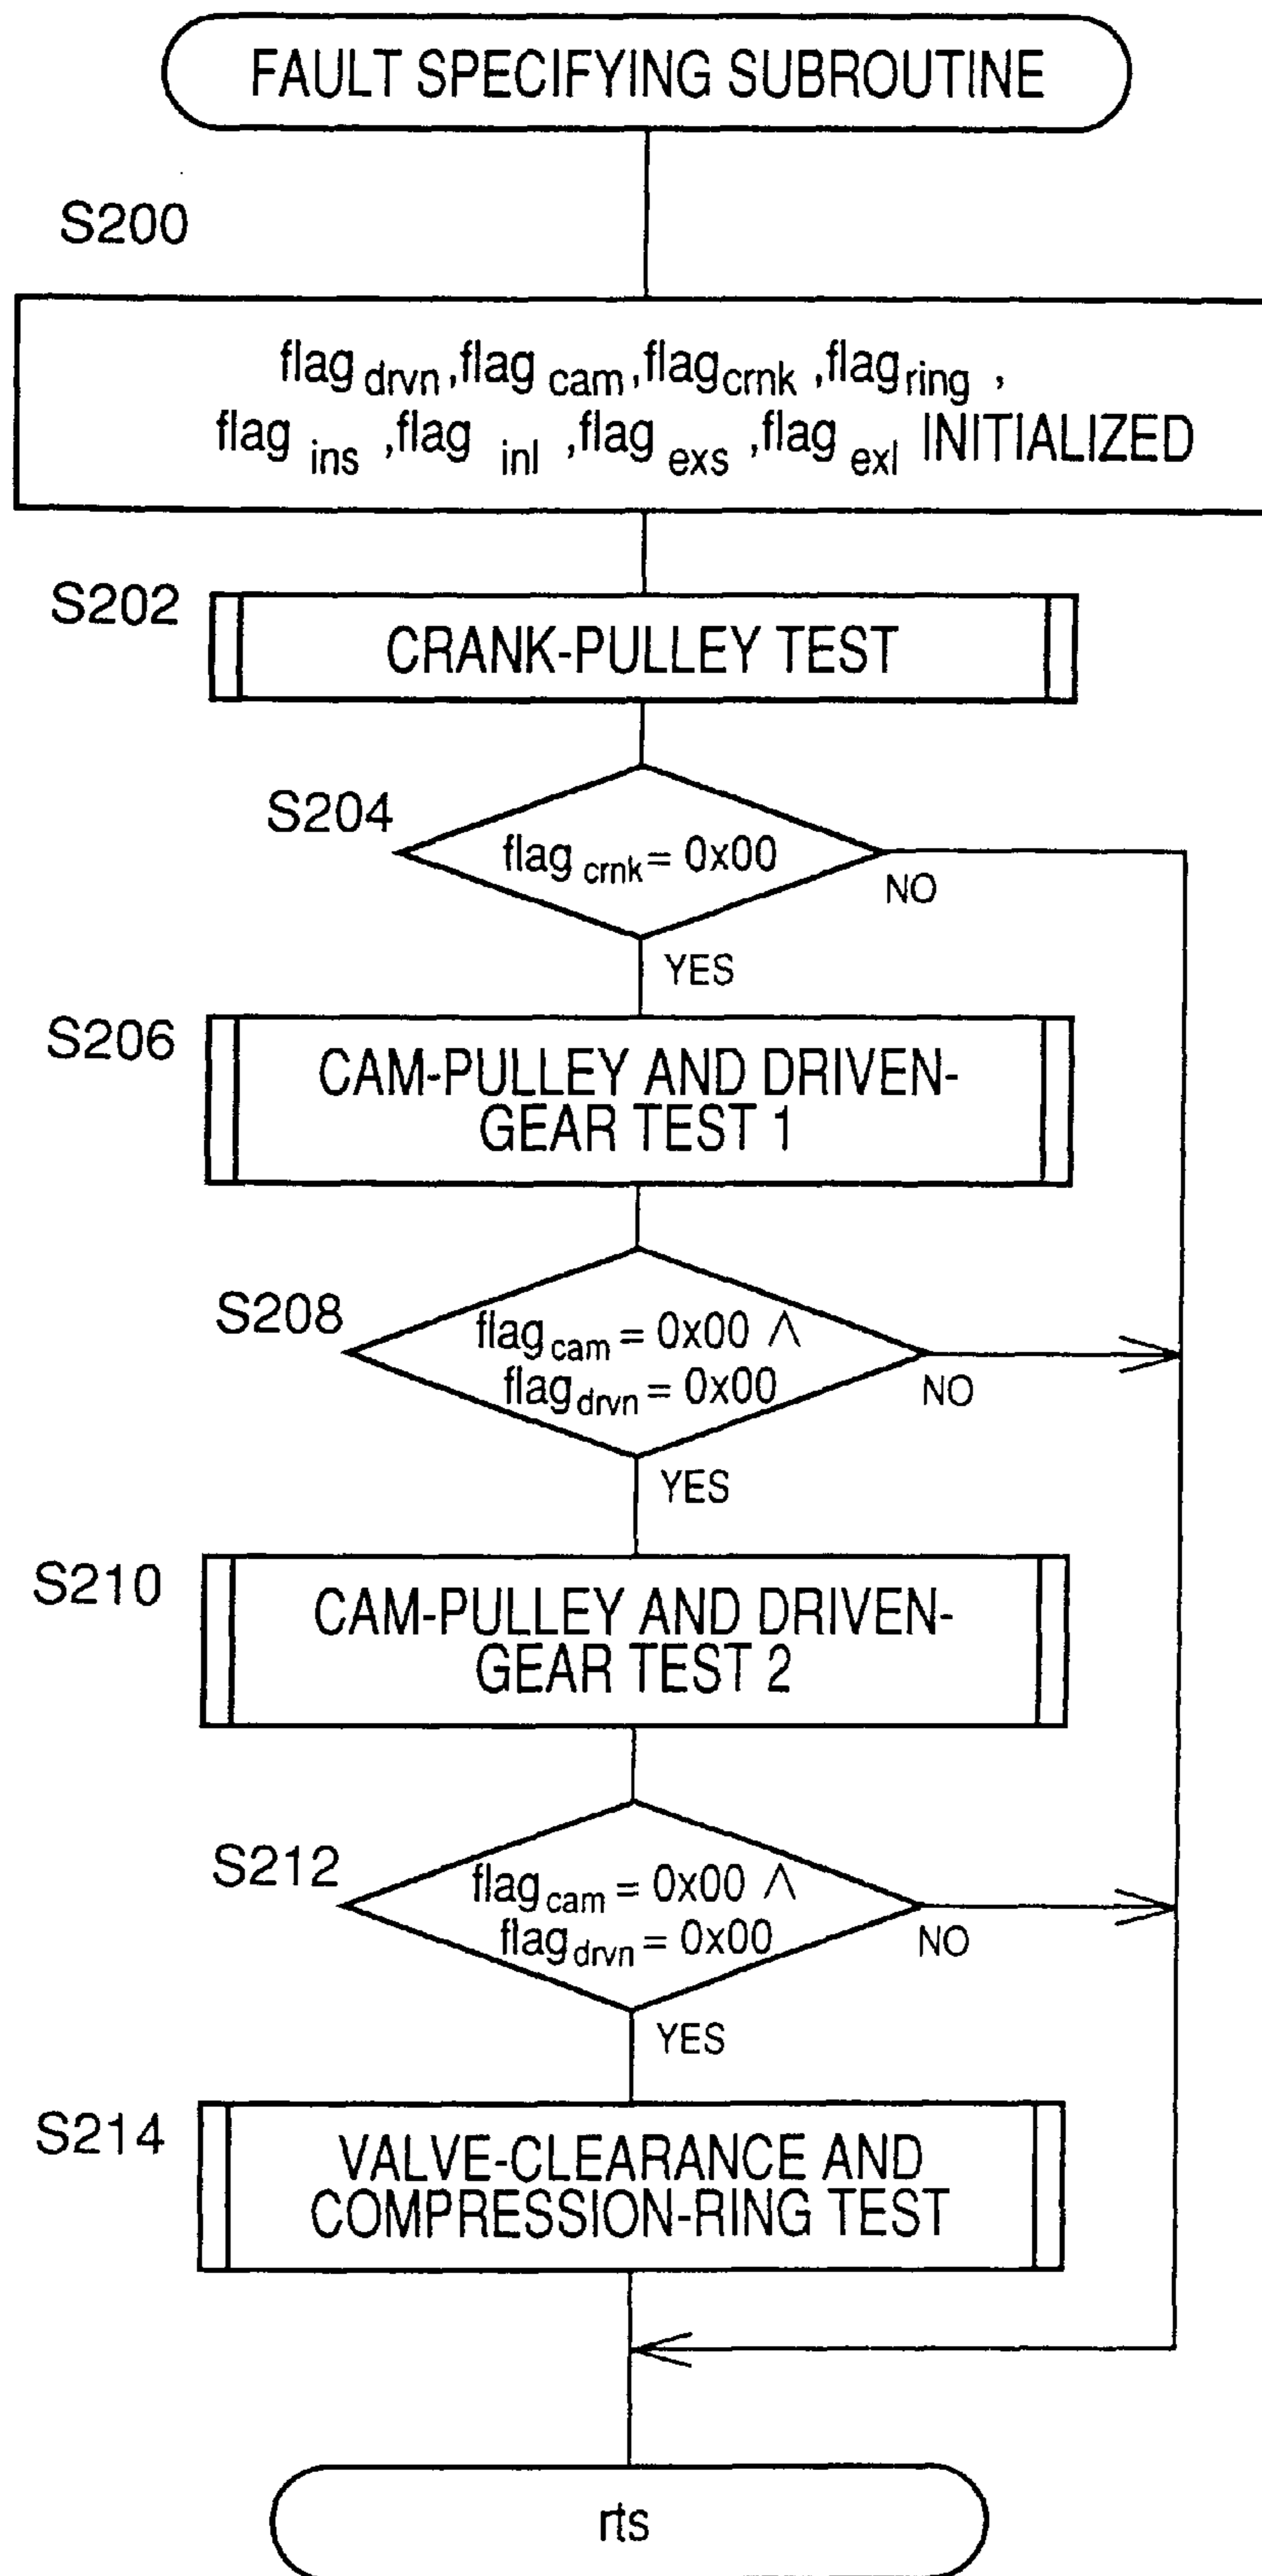 FAULT SPECIFYING SUBROUTINE
S200
flag drvn ,flag cam ,flag crnk ,flag ring ,
flag ins ,flag inl ,flag exs ,flag exl INITIALIZED
S202
CRANK-PULLEY TEST
S204
flag crnk = 0x00
NO
YES
S206
CAM-PULLEY AND DRIVEN-
GEAR TEST 1
S208
flag cam = 0x00 ∧
flag drvn = 0x00
NO
YES
S210
CAM-PULLEY AND DRIVEN-
GEAR TEST 2
S212
flag cam = 0x00 ∧
flag drvn = 0x00
NO
YES
S214
VALVE-CLEARANCE AND
COMPRESSION-RING TEST
rts